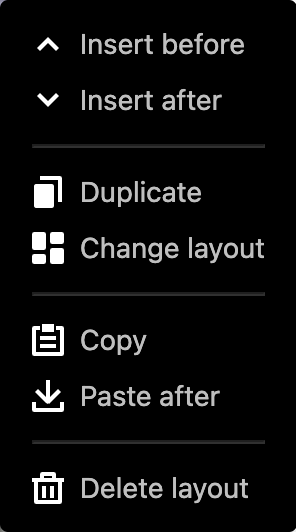 Insert before
Insert after
Duplicate
Change layout
Copy
Paste after
Delete layout